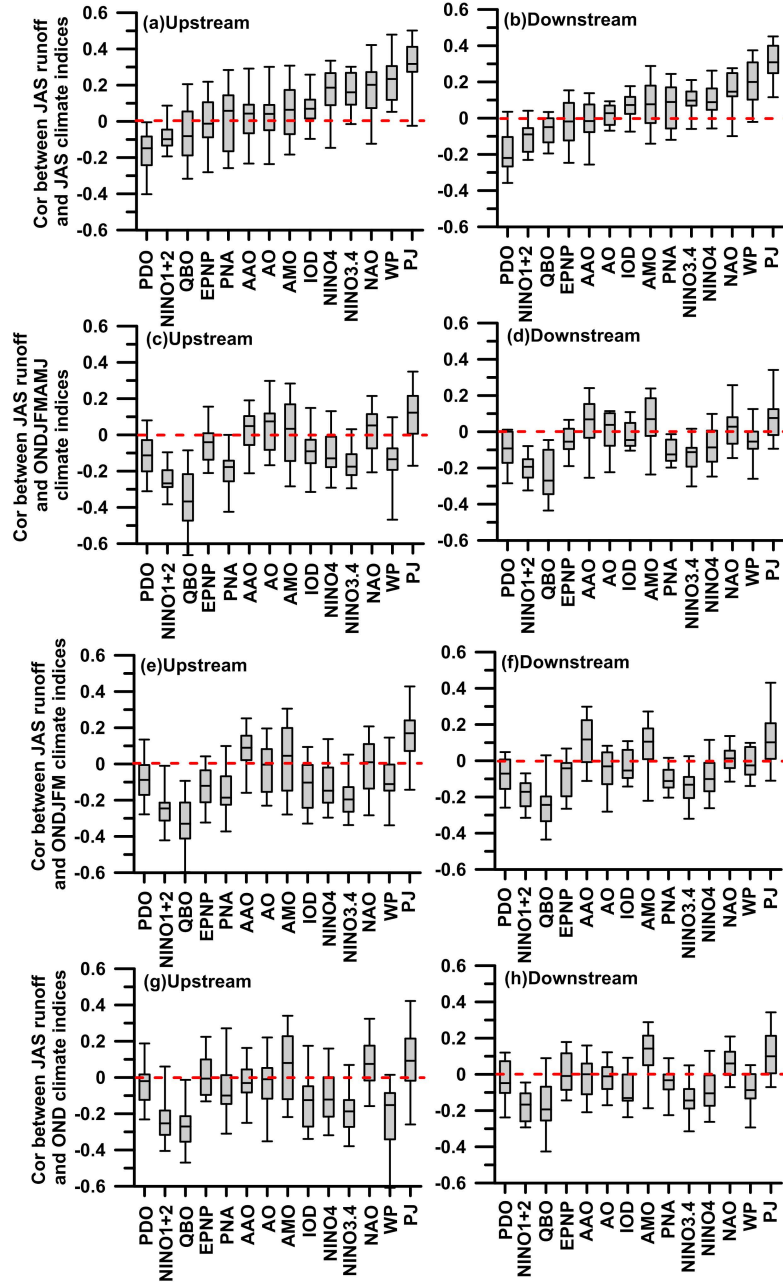 Cor between JAS runoff
and JAS climate indices
(a)Upstream
0.6
0.4
0.2
0
-0.2
-0.4
-0.6
PDO
NINO1+2
QBO
EPNP
PNA
AAO
AO
AMO
IOD
NINO4
NINO3.4
NAO
WP
PJ
(b)Downstream
0.6
0.4
0.2
0
-0.2
-0.4
-0.6
PDO
NINO1+2
QBO
EPNP
AAO
AO
IOD
AMO
PNA
NINO3.4
NINO4
NAO
WP
PJ
Cor between JAS runoff
and ONDJFMAMJ
climate indices
(c)Upstream
0.6
0.4
0.2
0
-0.2
-0.4
-0.6
PDO
NINO1+2
QBO
EPNP
PNA
AAO
AO
AMO
IOD
NINO4
NINO3.4
NAO
WP
PJ
(d)Downstream
0.6
0.4
0.2
0
-0.2
-0.4
-0.6
PDO
NINO1+2
QBO
EPNP
AAO
AO
IOD
AMO
PNA
NINO3.4
NINO4
NAO
WP
PJ
Cor between JAS runoff
and ONDJFM climate indices
(e)Upstream
0.6
0.4
0.2
0
-0.2
-0.4
-0.6
PDO
NINO1+2
QBO
EPNP
PNA
AAO
AO
AMO
IOD
NINO4
NINO3.4
NAO
WP
PJ
(f)Downstream
0.6
0.4
0.2
0
-0.2
-0.4
-0.6
PDO
NINO1+2
QBO
EPNP
AAO
AO
IOD
AMO
PNA
NINO3.4
NINO4
NAO
WP
PJ
Cor between JAS runoff
and OND climate indices
(g)Upstream
0.6
0.4
0.2
0
-0.2
-0.4
-0.6
PDO
NINO1+2
QBO
EPNP
PNA
AAO
AO
AMO
IOD
NINO4
NINO3.4
NAO
WP
PJ
(h)Downstream
0.6
0.4
0.2
0
-0.2
-0.4
-0.6
PDO
NINO1+2
QBO
EPNP
AAO
AO
IOD
AMO
PNA
NINO3.4
NINO4
NAO
WP
PJ